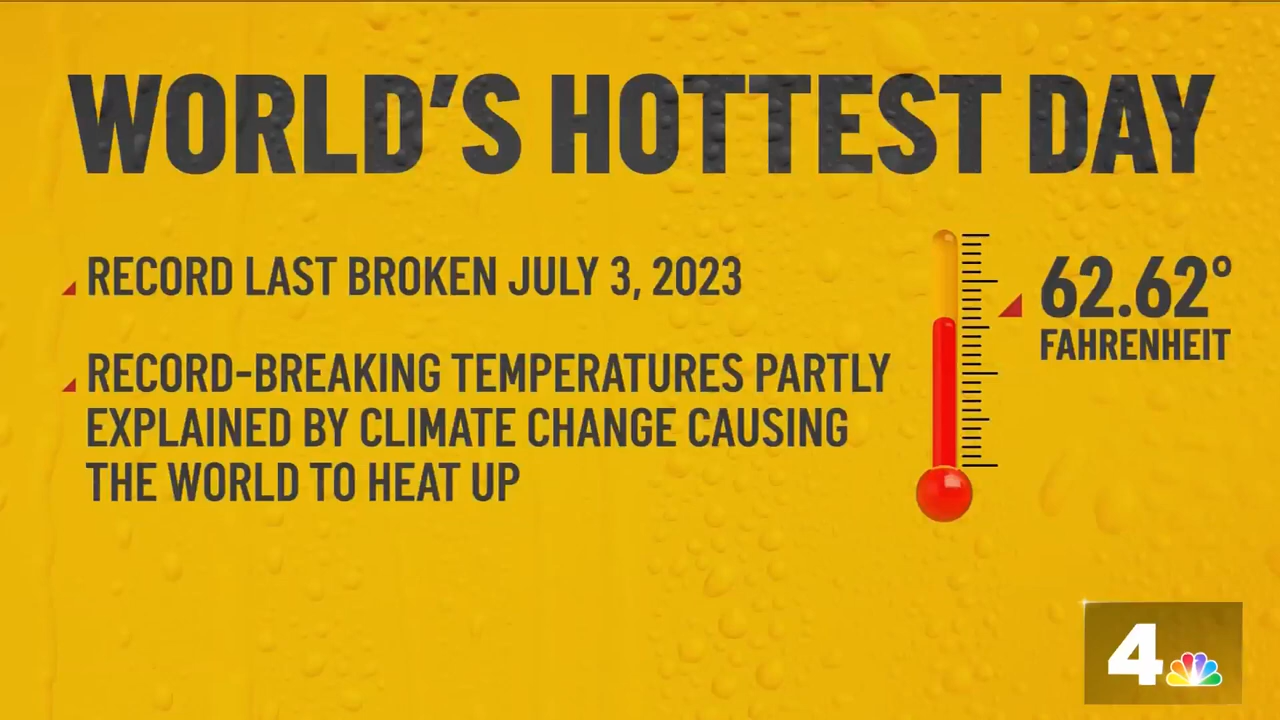 WORLD'S HOTTEST DAY
RECORD LAST BROKEN JULY 3, 2023
RECORD-BREAKING TEMPERATURES PARTLY
EXPLAINED BY CLIMATE CHANGE CAUSING
THE WORLD TO HEAT UP
62.62°
FAHRENHEIT
4